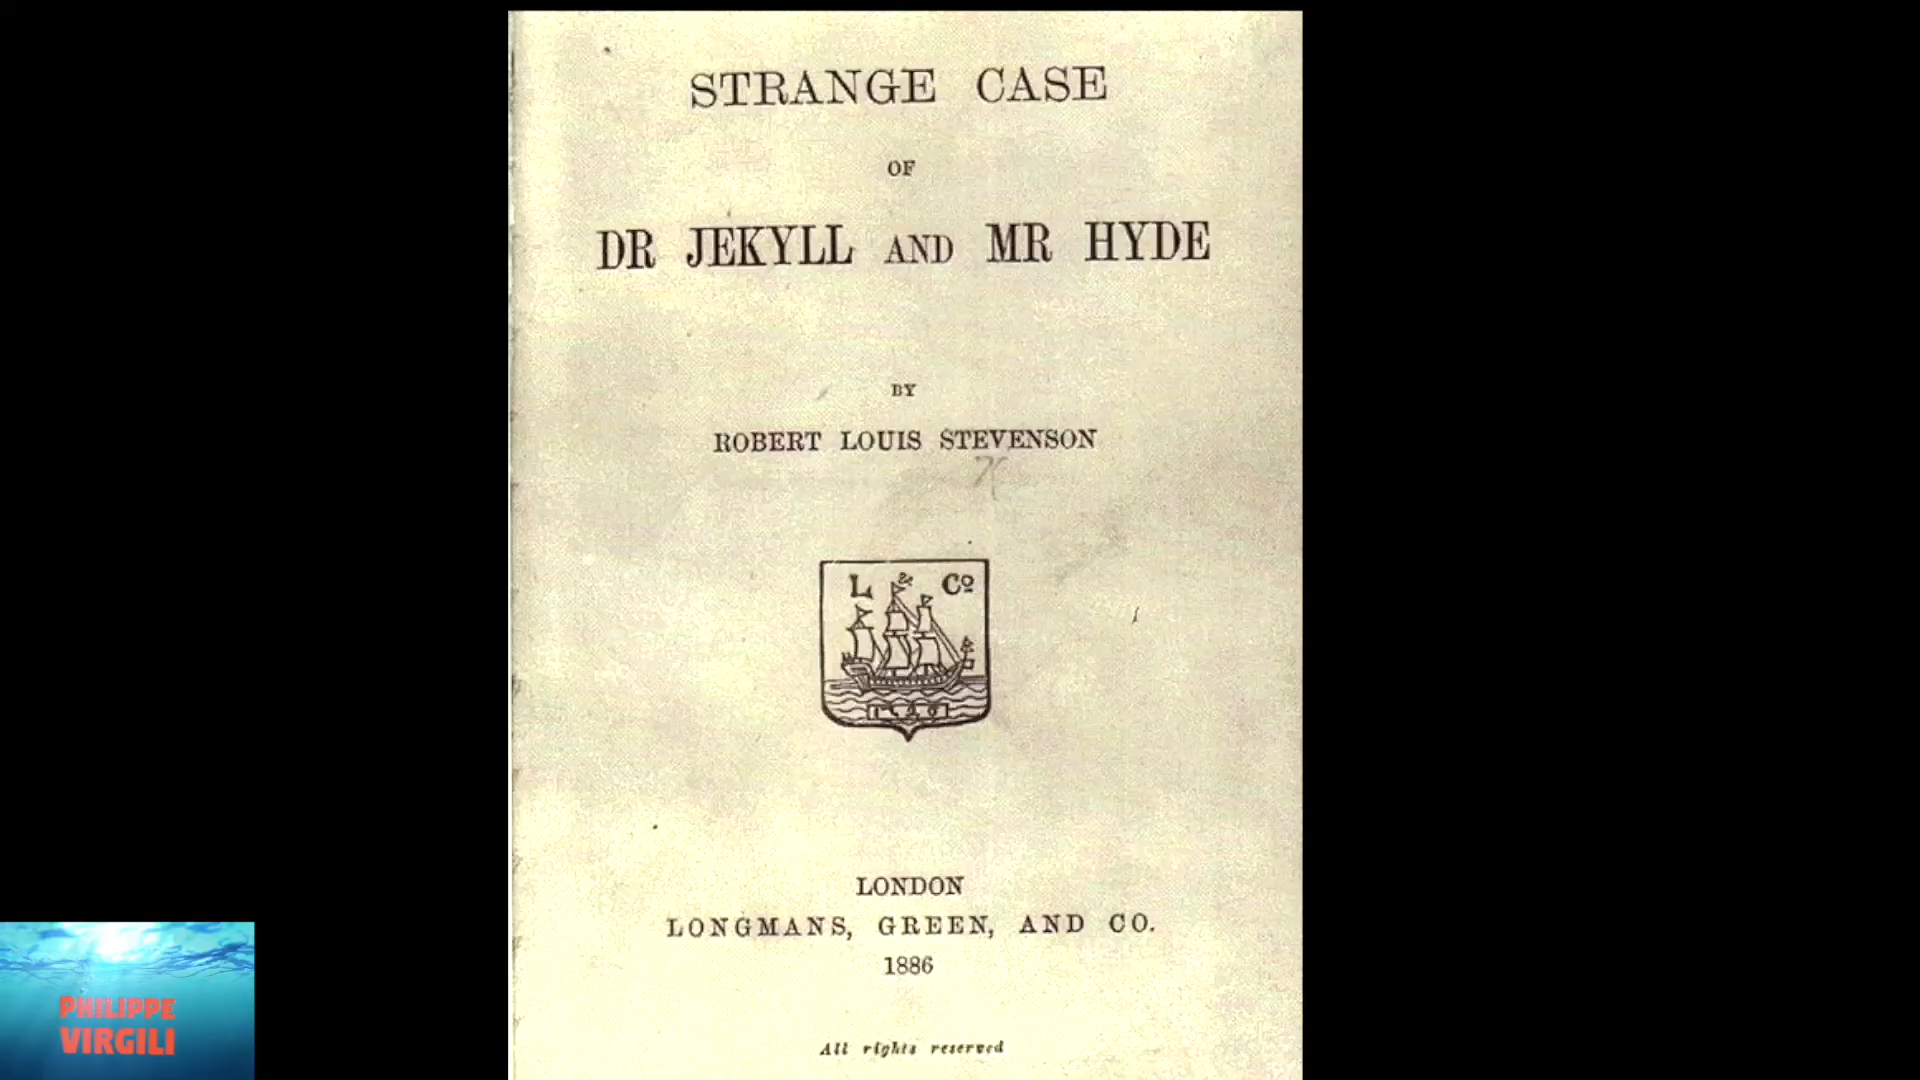 STRANGE CASE
OF
DR JEKYLL AND MR HYDE
BY
ROBERT LOUIS STEVENSON
L & Co
LONDON
LONGMANS, GREEN, AND CO.
1886
All rights reserved
PHILIPPE
VIRGILI